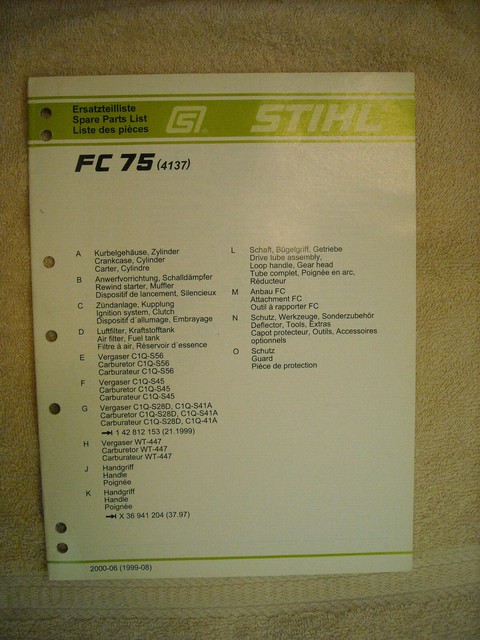 Ersatzteilliste
Spare Parts List
Liste des pièces
STIHL
FC 75 (4137)
A Kurbelgehäuse, Zylinder
Crankcase, Cylinder
Carter, Cylindre
B Anwerfvorrichtung, Schalldämpfer
Rewind starter, Muffler
Dispositif de lancement, Silencieux
C Zündanlage, Kupplung
Ignition system, Clutch
Dispositif d'allumage, Embrayage
D Luftfilter, Kraftstofftank
Air filter, Fuel tank
Filtre à air, Réservoir d'essence
E Vergaser C1Q-S56
Carburetor C1Q-S56
Carburateur C1Q-S56
F Vergaser C1Q-S45
Carburetor C1Q-S45
Carburateur C1Q-S45
G Vergaser C1Q-S28D, C1Q-S41A
Carburetor C1Q-S28D, C1Q-S41A
Carburateur C1Q-S28D, C1Q-41A
1 42 812 153 (21.1999)
H Vergaser WT-447
Carburetor WT-447
Carburateur WT-447
J Handgriff
Handle
Poignée
K Handgriff
Handle
Poignée
X 36 941 204 (37.97)
L Schaft, Bügelgriff, Getriebe
Drive tube assembly,
Loop handle, Gear head
Tube complet, Poignée en arc,
Réducteur
M Anbau FC
Attachment FC
Outil à rapporter FC
N Schutz, Werkzeuge, Sonderzubehör
Deflector, Tools, Extras
Capot protecteur, Outils, Accessoires
optionnels
O Schutz
Guard
Pièce de protection
2000-06 (1999-08)